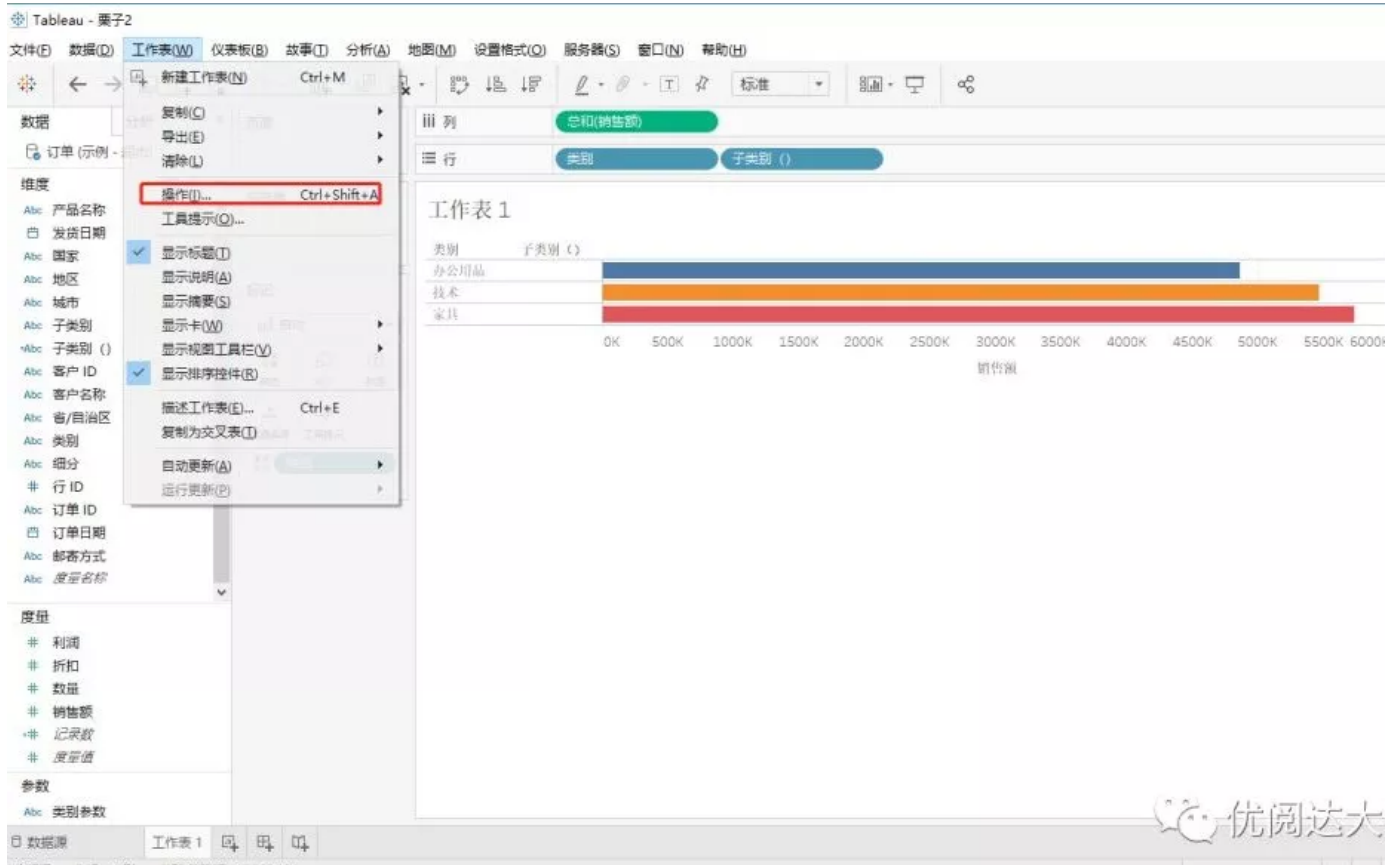 Tableau - 栗子2
文件(F) 数据(D) 工作表(W) 仪表板(B) 故事(T) 分析(A) 地图(M) 设置格式(O) 服务器(S) 窗口(N) 帮助(H)
新建工作表(N) Ctrl+M
复制(C)
导出(E)
清除(L)
操作(I)... Ctrl+Shift+A
工具提示(O)...
显示标题(T)
显示说明(A)
显示摘要(S)
显示卡(W)
显示视图工具栏(V)
显示排序控件(R)
描述工作表(E)... Ctrl+E
复制为交叉表(T)
自动更新(A)
运行更新(P)
标准
数据
订单 (示例 -
维度
Abc 产品名称
发货日期
Abc 国家
Abc 地区
Abc 城市
Abc 子类别
Abc 子类别 ()
Abc 客户 ID
Abc 客户名称
Abc 省/自治区
Abc 类别
Abc 细分
# 行 ID
Abc 订单 ID
订单日期
Abc 邮寄方式
Abc 度量名称
度量
# 利润
# 折扣
# 数量
# 销售额
# 记录数
# 度量值
参数
Abc 类别参数
iii 列 总和(销售额)
行 类别 子类别 ()
工作表 1
类别 子类别 ()
办公用品
技术
家具
0K 500K 1000K 1500K 2000K 2500K 3000K 3500K 4000K 4500K 5000K 5500K 6000K
销售额
数据源 工作表 1
优阅达大